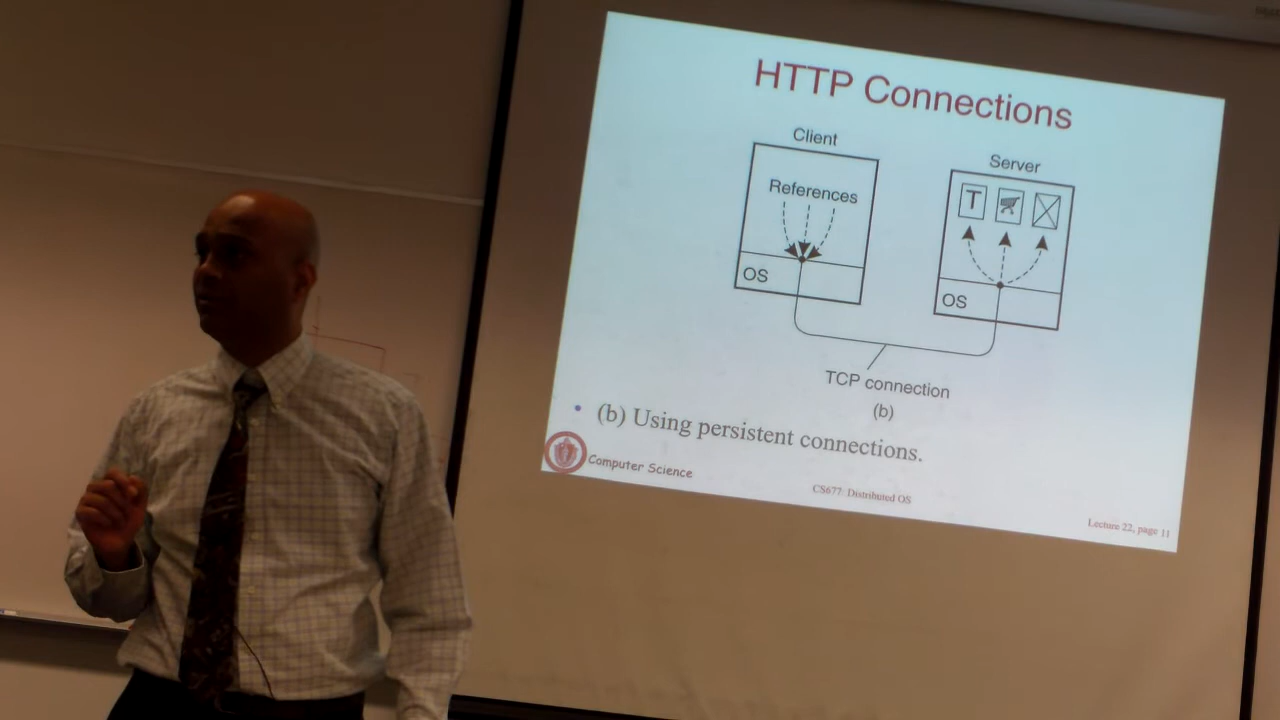 HTTP Connections
Client
Server
References
T
OS
OS
TCP connection
(b)
• (b) Using persistent connections.
Computer Science
CS677: Distributed OS
Lecture 22, page 11